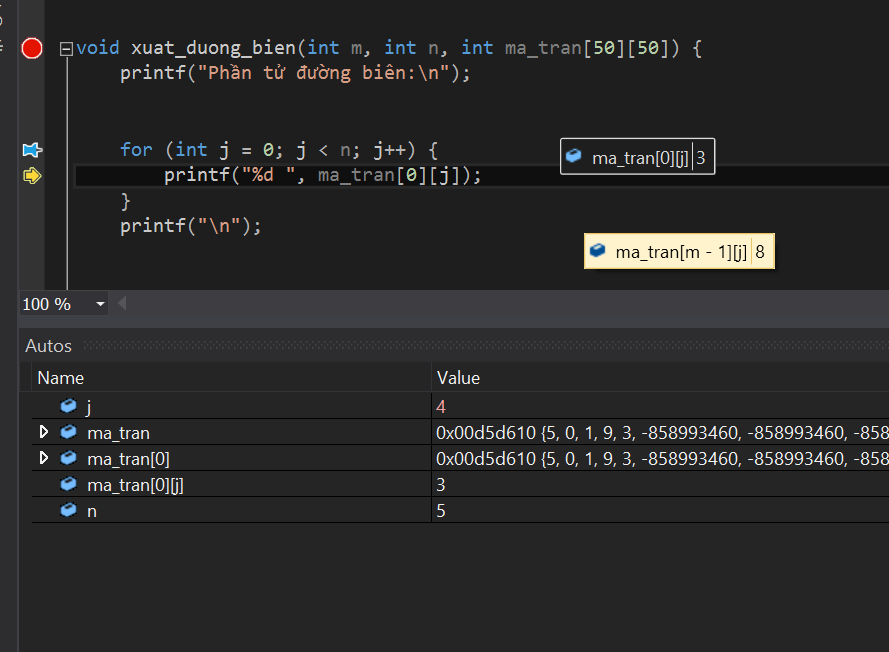 void xuat_duong_bien(int m, int n, int ma_tran[50][50]) {
printf("Phần tử đường biên:\n");
for (int j = 0; j < n; j++) {
ma_tran[0][j] 3
printf("%d ", ma_tran[0][j]);
}
printf("\n");
ma_tran[m - 1][j] 8
100 %
Autos
Name Value
j 4
ma_tran 0x00d5d610 {5, 0, 1, 9, 3, -858993460, -858993460, -858
ma_tran[0] 0x00d5d610 {5, 0, 1, 9, 3, -858993460, -858993460, -858
ma_tran[0][j] 3
n 5